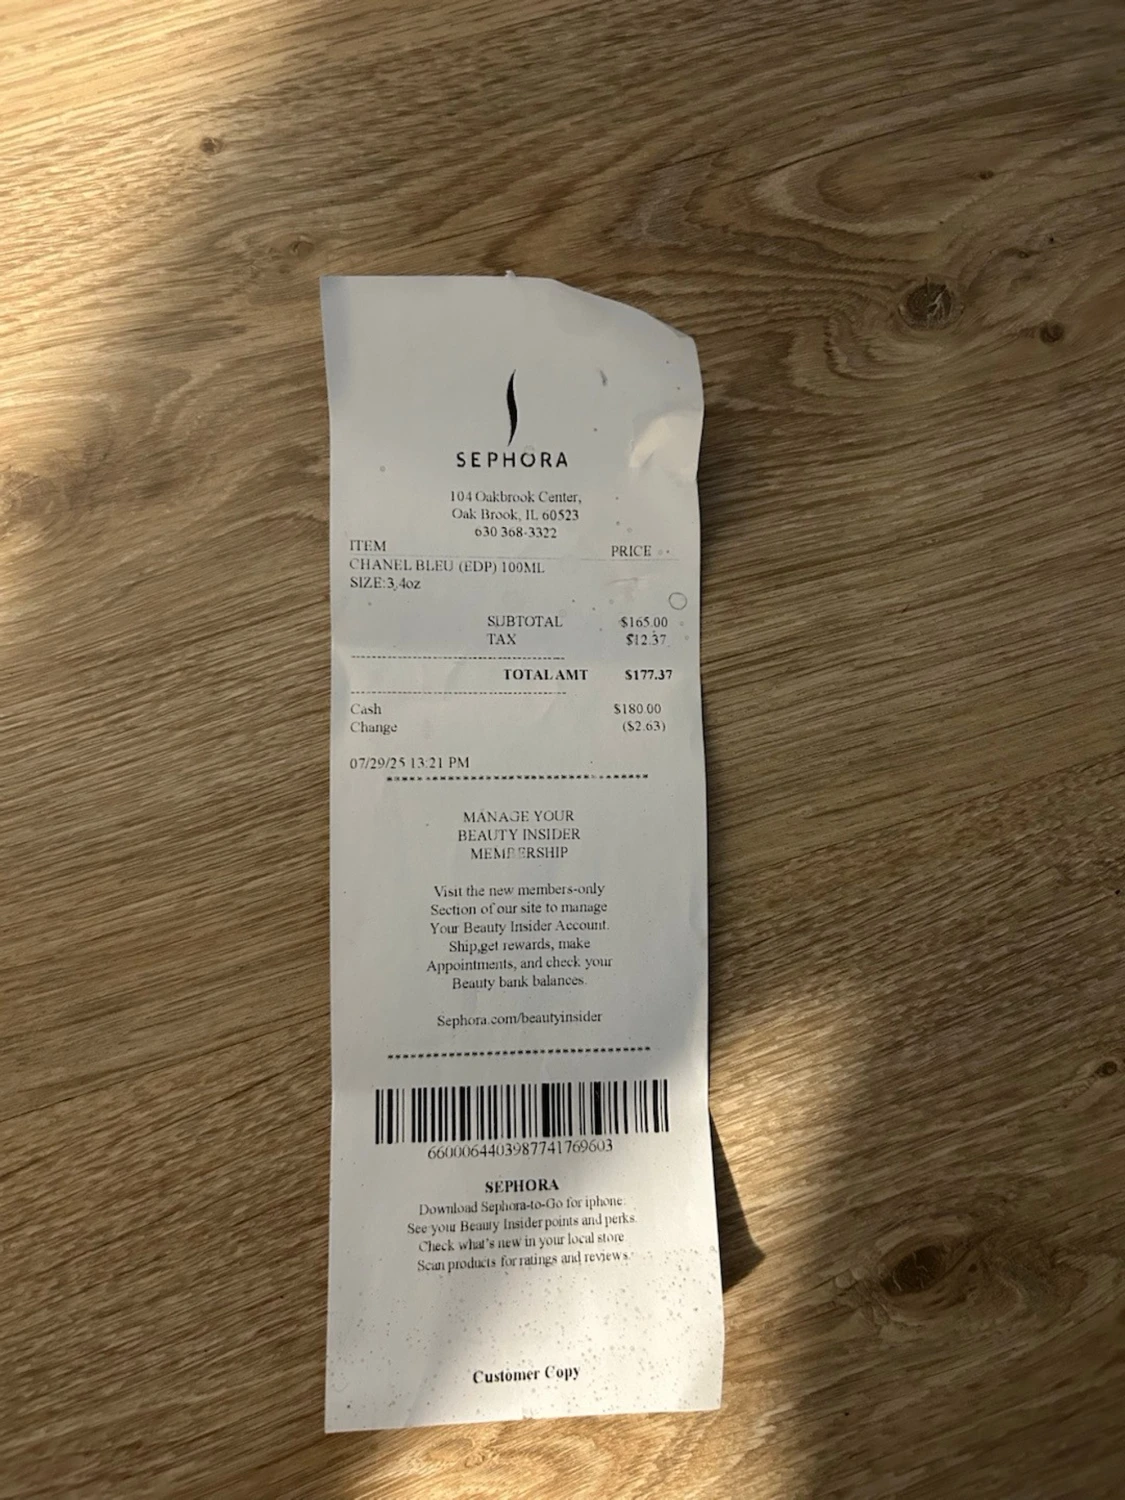 SEPHORA
104 Oakbrook Center,
Oak Brook, IL 60523
630 368-3322
ITEM PRICE
CHANEL BLEU (EDP) 100ML
SIZE:3,4oz
SUBTOTAL $165.00
TAX $12.37
TOTAL AMT $177.37
Cash $180.00
Change ($2.63)
07/29/25 13:21 PM
MANAGE YOUR
BEAUTY INSIDER
MEMBERSHIP
Visit the new members-only
Section of our site to manage
Your Beauty Insider Account.
Ship,get rewards, make
Appointments, and check your
Beauty bank balances.
Sephora.com/beautyinsider
6600064403987741769603
SEPHORA
Download Sephora-to-Go for iphone.
See your Beauty Insider points and perks.
Check what's new in your local store
Scan products for ratings and reviews.
Customer Copy